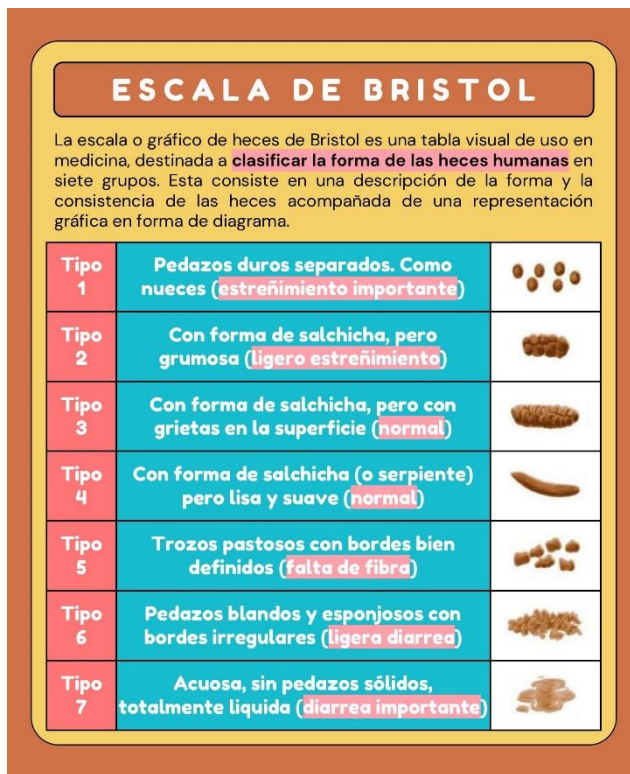 ESCALA DE BRISTOL
La escala o gráfico de heces de Bristol es una tabla visual de uso en
medicina, destinada a clasificar la forma de las heces humanas en
siete grupos. Esta consiste en una descripción de la forma y la
consistencia de las heces acompañada de una representación
gráfica en forma de diagrama.
Tipo
1
Pedazos duros separados. Como
nueces (estreñimiento importante)
Tipo
2
Con forma de salchicha, pero
grumosa (ligero estreñimiento)
Tipo
3
Con forma de salchicha, pero con
grietas en la superficie (normal)
Tipo
4
Con forma de salchicha (o serpiente)
pero lisa y suave (normal)
Tipo
5
Trozos pastosos con bordes bien
definidos (falta de fibra)
Tipo
6
Pedazos blandos y esponjosos con
bordes irregulares (ligera diarrea)
Tipo
7
Acuosa, sin pedazos sólidos,
totalmente liquida (diarrea importante)